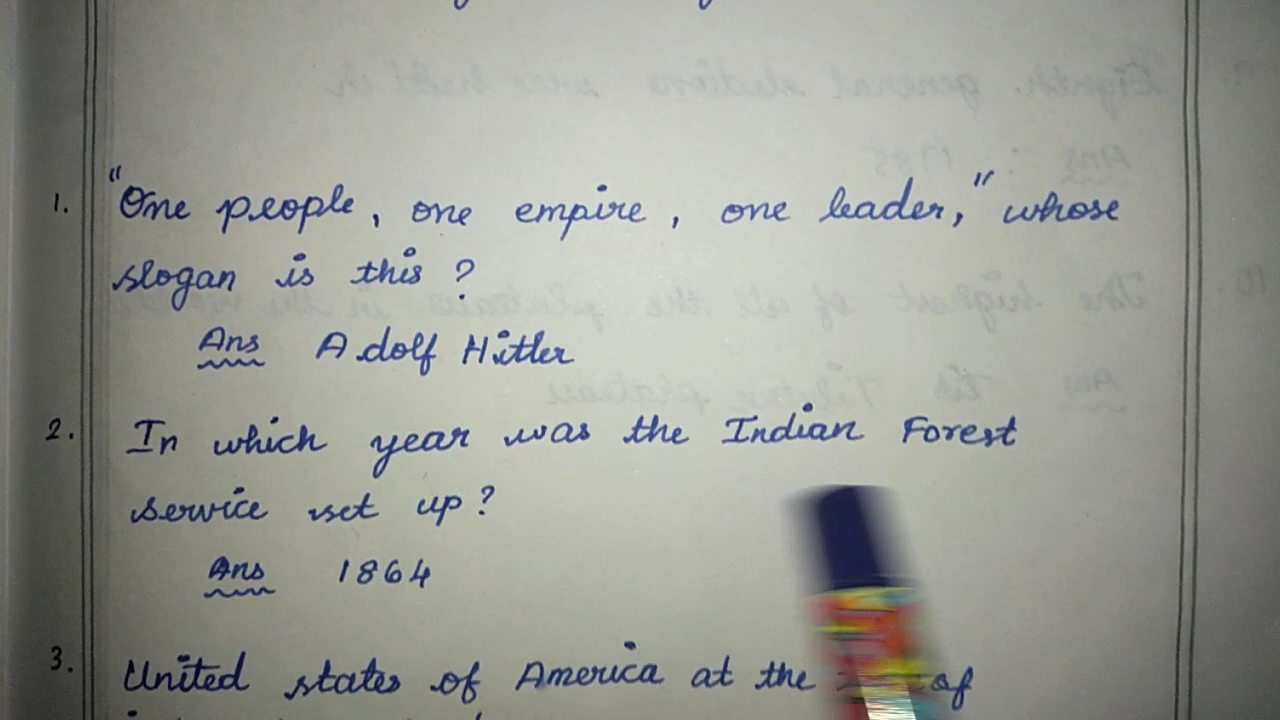 1. "One people, one empire, one leader," whose
slogan is this?
Ans Adolf Hitler
2. In which year was the Indian Forest
service set up?
Ans 1864
3. United states of America at the of